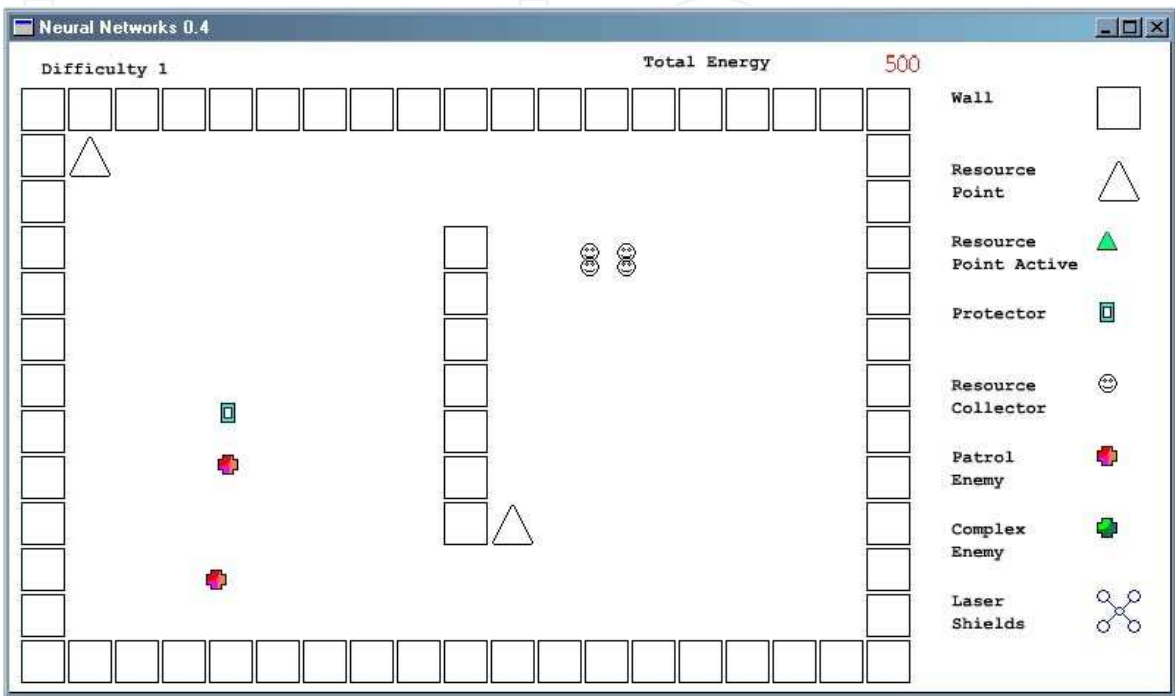 Neural Networks 0.4
Difficulty 1
Total Energy 500
Wall
Resource
Point
Resource
Point Active
Protector
Resource
Collector
Patrol
Enemy
Complex
Enemy
Laser
Shields